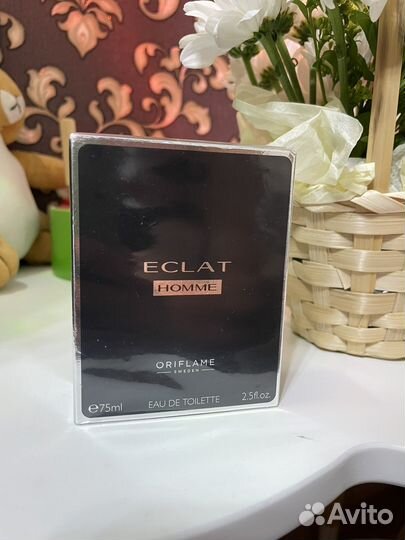 ECLAT
HOMME
ORIFLAME
SWEDEN
℮75ml EAU DE TOILETTE 2.5fl.oz.
Avito